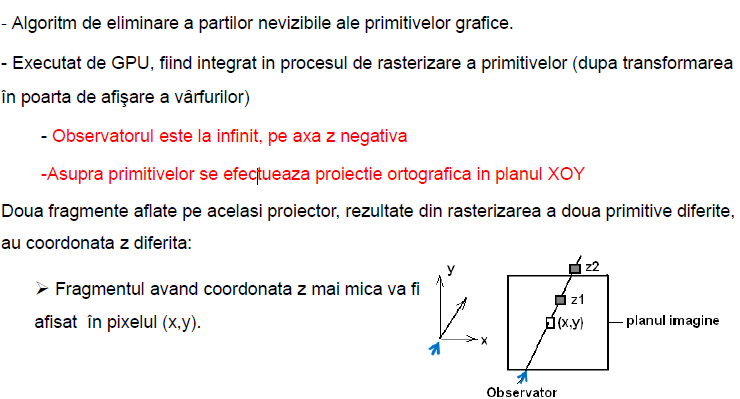 - Algoritm de eliminare a partilor nevizibile ale primitivelor grafice.
- Executat de GPU, fiind integrat in procesul de rasterizare a primitivelor (dupa transformarea
în poarta de afişare a vârfurilor)
- Observatorul este la infinit, pe axa z negativa
-Asupra primitivelor se efectueaza proiectie ortografica in planul XOY
Doua fragmente aflate pe acelasi proiector, rezultate din rasterizarea a doua primitive diferite,
au coordonata z diferita:
➢ Fragmentul avand coordonata z mai mica va fi
afisat în pixelul (x,y).
y
x
z2
z1
(x,y)
planul imagine
Observator